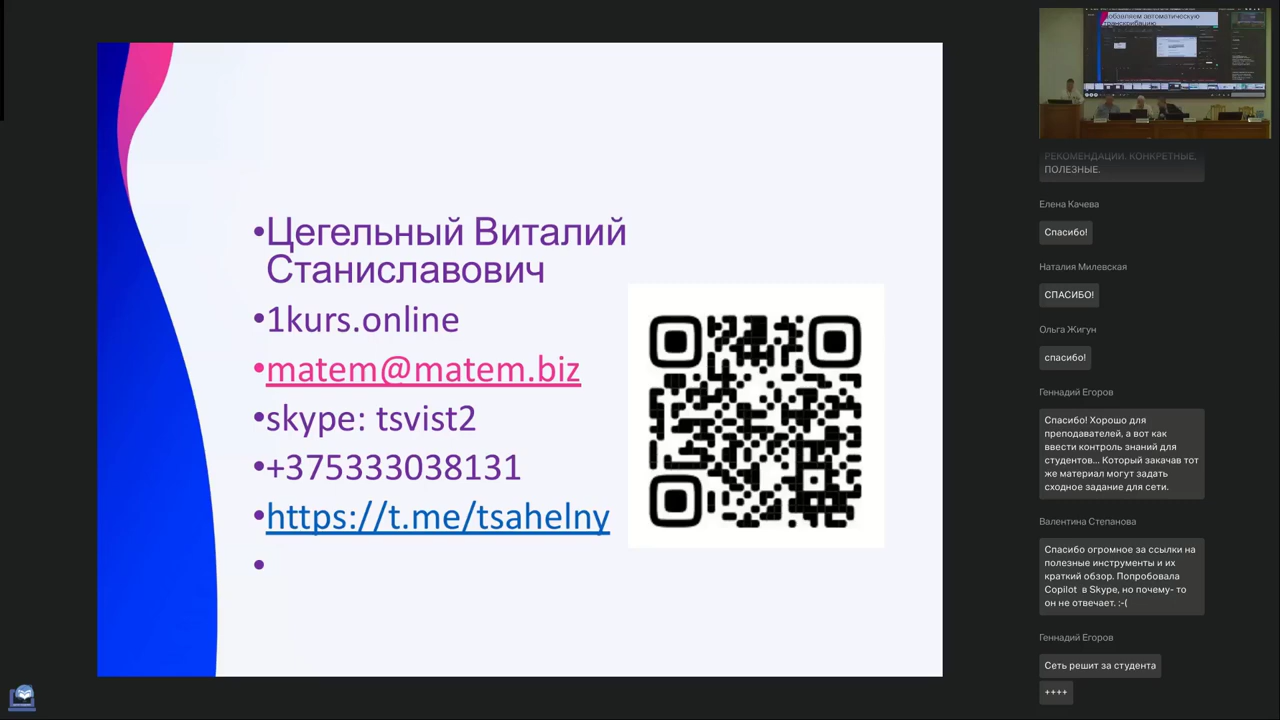 •Цегельный Виталий
Станиславович
•1kurs.online
•matem@matem.biz
•skype: tsvist2
•+375333038131
•https://t.me/tsahelny
•
добавляем автоматическую
транскрибацию
РЕКОМЕНДАЦИИ. КОНКРЕТНЫЕ,
ПОЛЕЗНЫЕ.
Елена Качева
Спасибо!
Наталия Милевская
СПАСИБО!
Ольга Жигун
спасибо!
Геннадий Егоров
Спасибо! Хорошо для
преподавателей, а вот как
ввести контроль знаний для
студентов... Который закачав тот
же материал могут задать
сходное задание для сети.
Валентина Степанова
Спасибо огромное за ссылки на
полезные инструменты и их
краткий обзор. Попробовала
Copilot в Skype, но почему- то
он не отвечает. :-(
Геннадий Егоров
Сеть решит за студента
++++